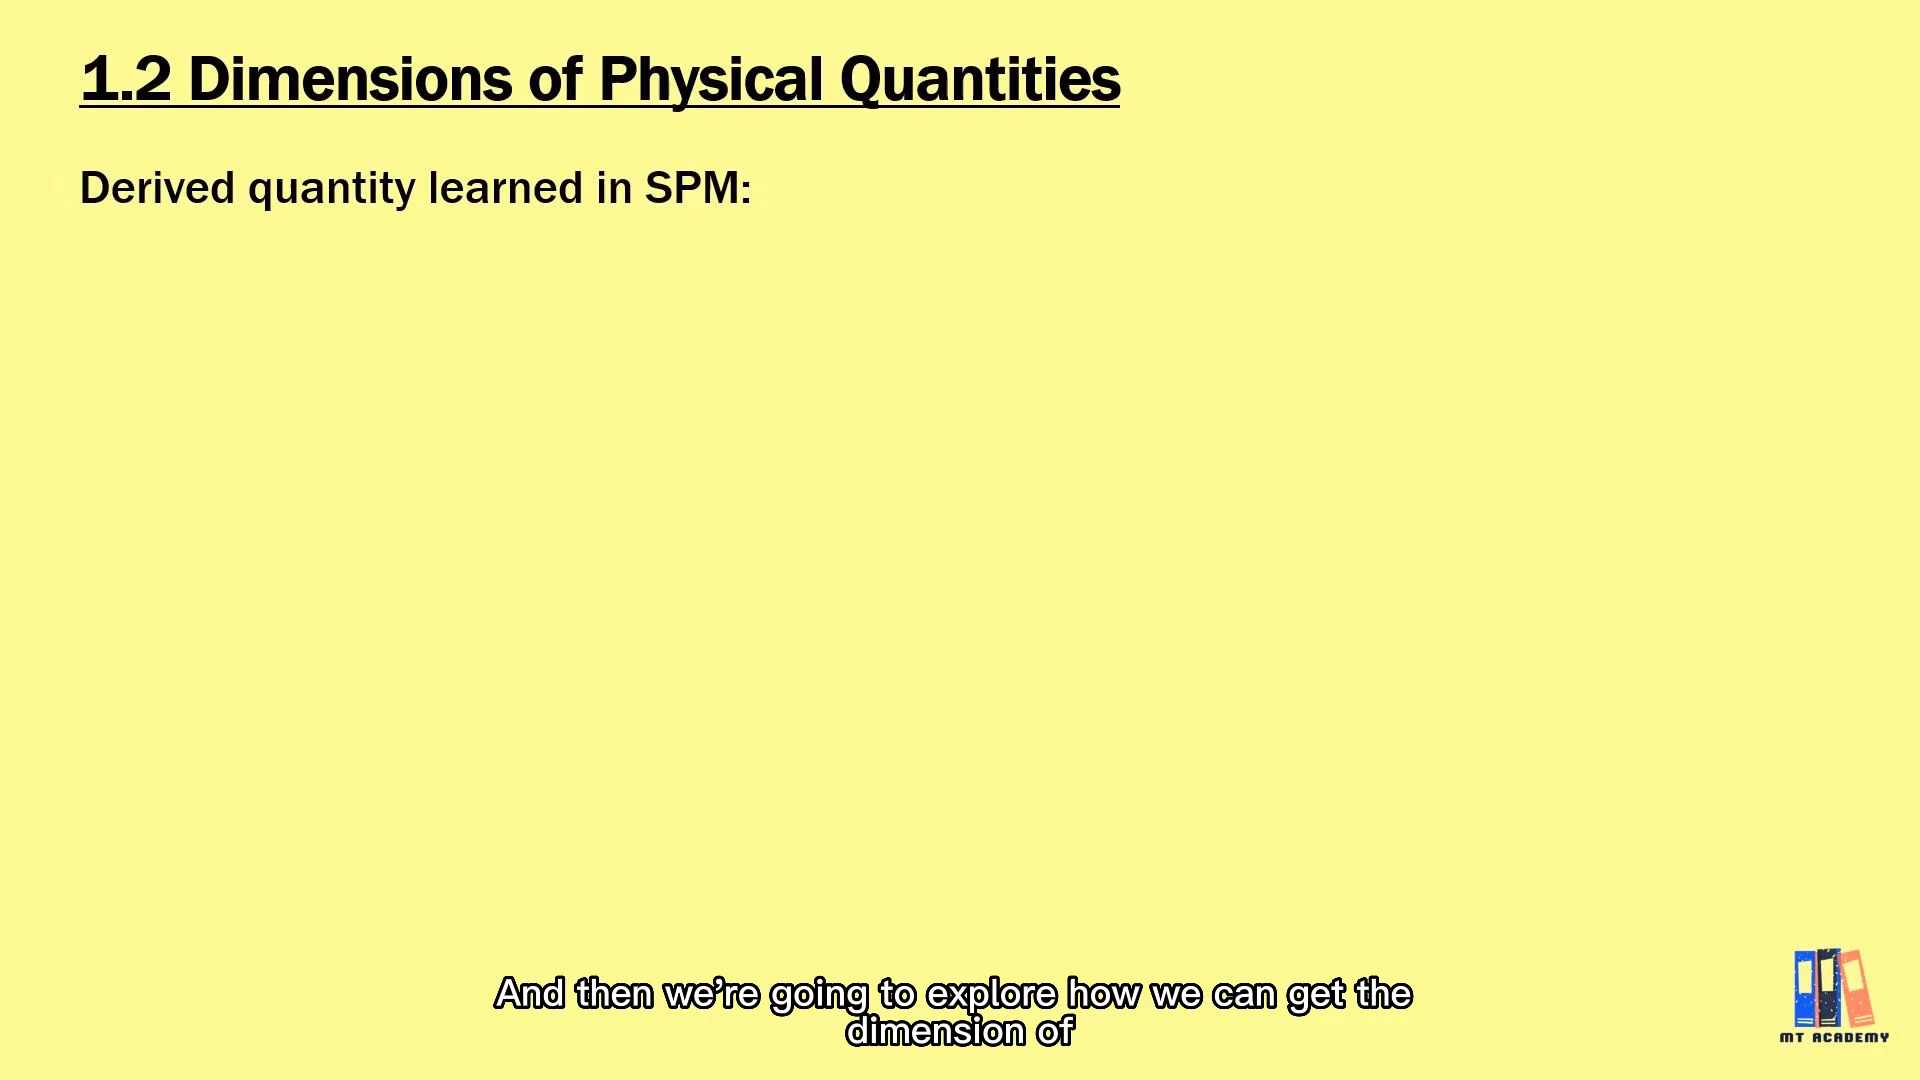 1.2 Dimensions of Physical Quantities
Derived quantity learned in SPM:
And then we’re going to explore how we can get the
dimension of
MT ACADEMY